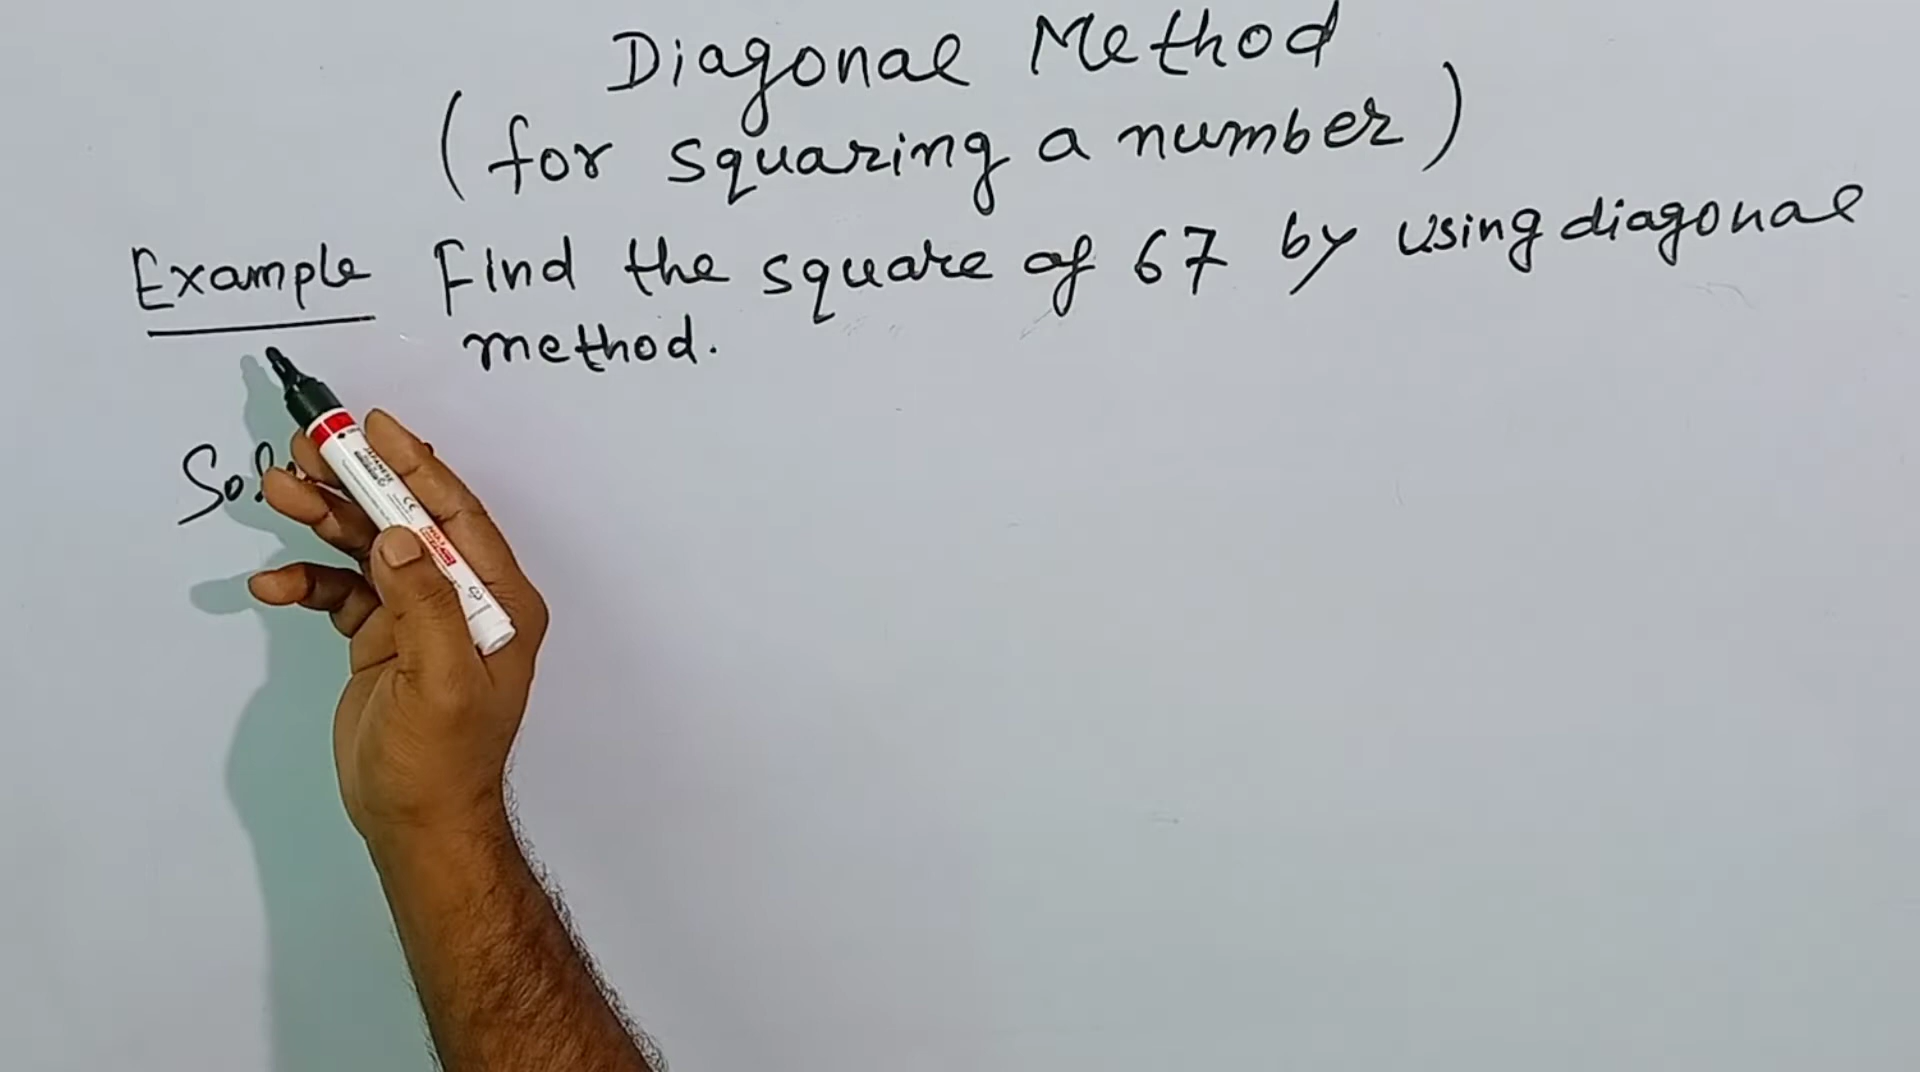 Diagonal Method
(for squaring a number)
Example Find the square of 67 by using diagonal
method.